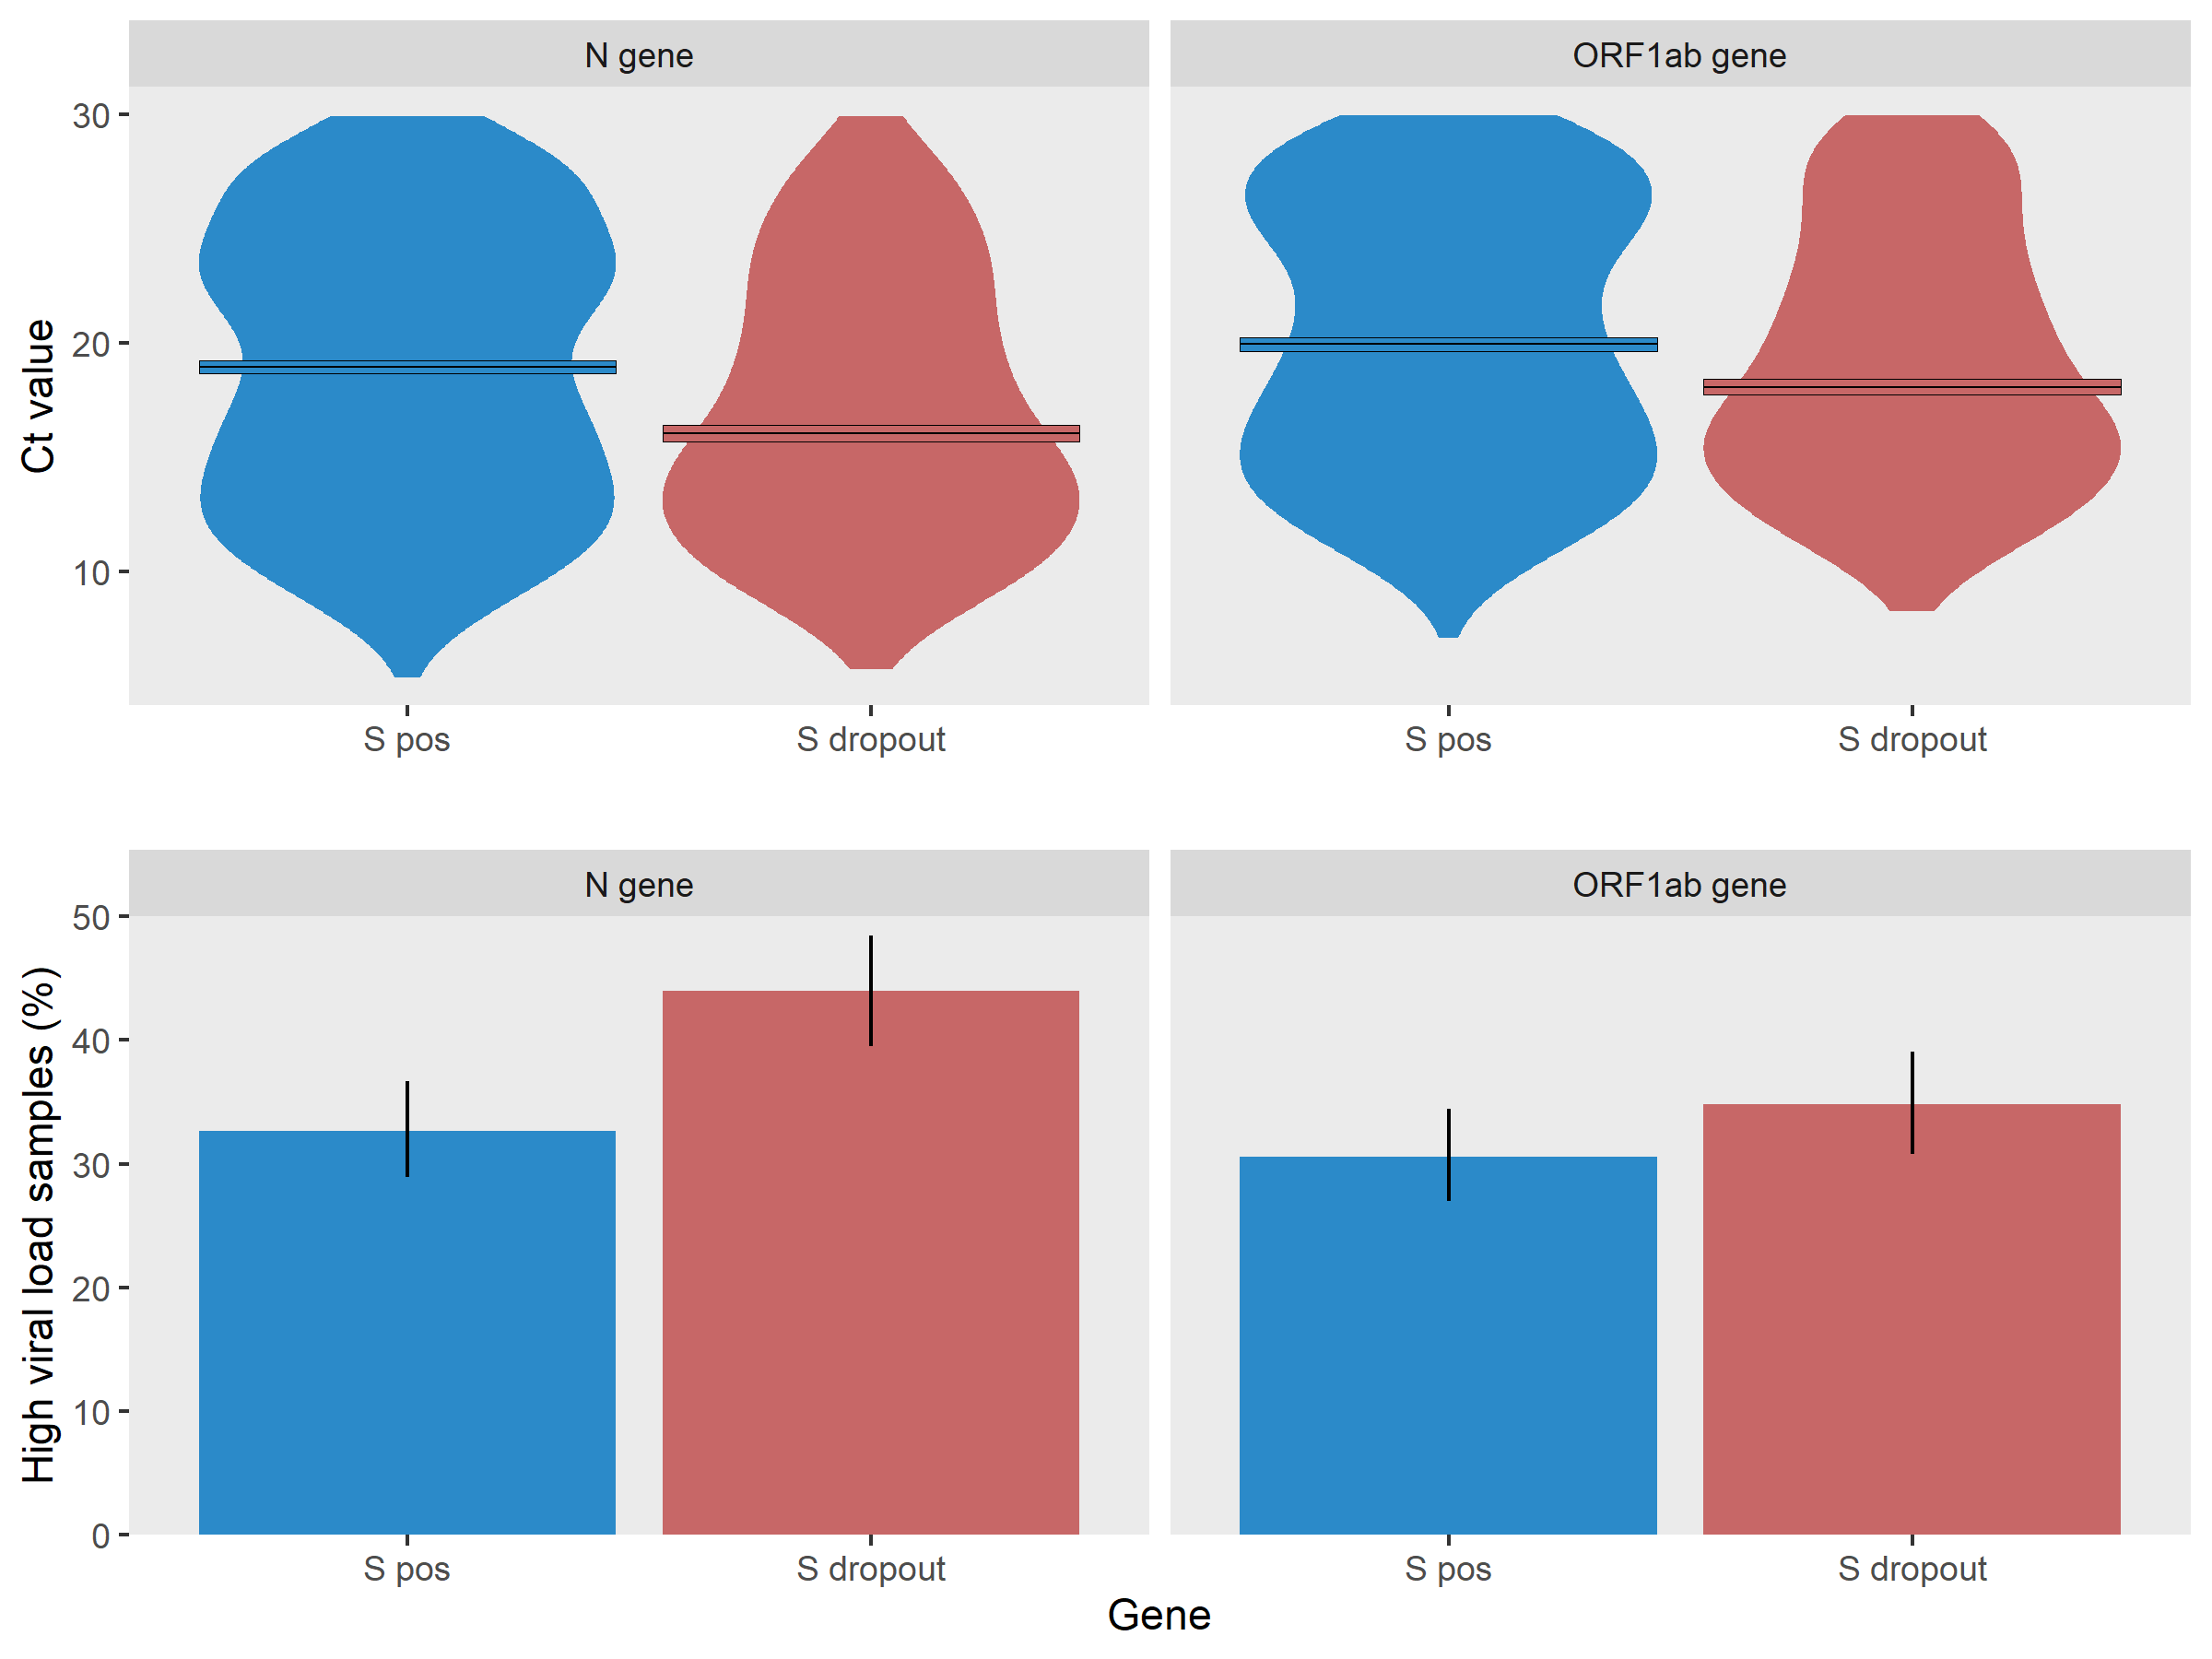 N gene
ORF1ab gene
Ct value
30
20
10
S pos
S dropout
S pos
S dropout
N gene
ORF1ab gene
High viral load samples (%)
50
40
30
20
10
0
S pos
S dropout
S pos
S dropout
Gene